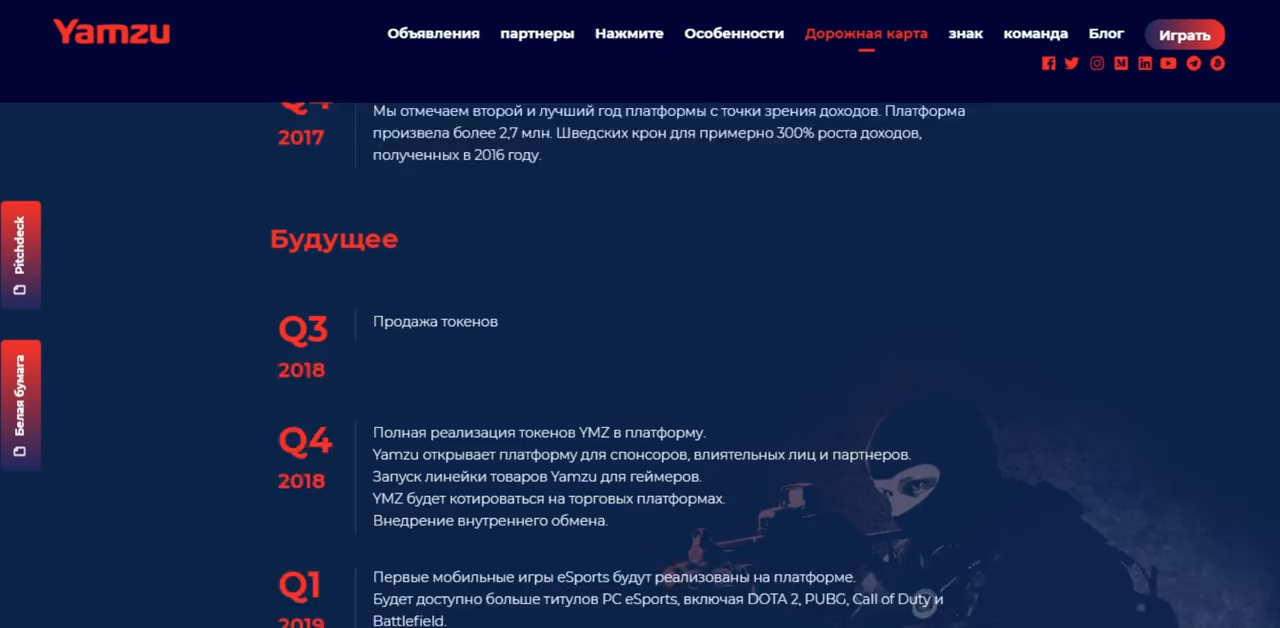 Yamzu
Объявления партнеры Нажмите Особенности Дорожная карта знак команда Блог Играть
Q4
2017
Мы отмечаем второй и лучший год платформы с точки зрения доходов. Платформа
произвела более 2,7 млн. Шведских крон для примерно 300% роста доходов,
полученных в 2016 году.
Pitchdeck
Белая бумага
Будущее
Q3
2018
Продажа токенов
Q4
2018
Полная реализация токенов YMZ в платформу.
Yamzu открывает платформу для спонсоров, влиятельных лиц и партнеров.
Запуск линейки товаров Yamzu для геймеров.
YMZ будет котироваться на торговых платформах.
Внедрение внутреннего обмена.
Q1
2019
Первые мобильные игры eSports будут реализованы на платформе.
Будет доступно больше титулов PC eSports, включая DOTA 2, PUBG, Call of Duty и
Battlefield.